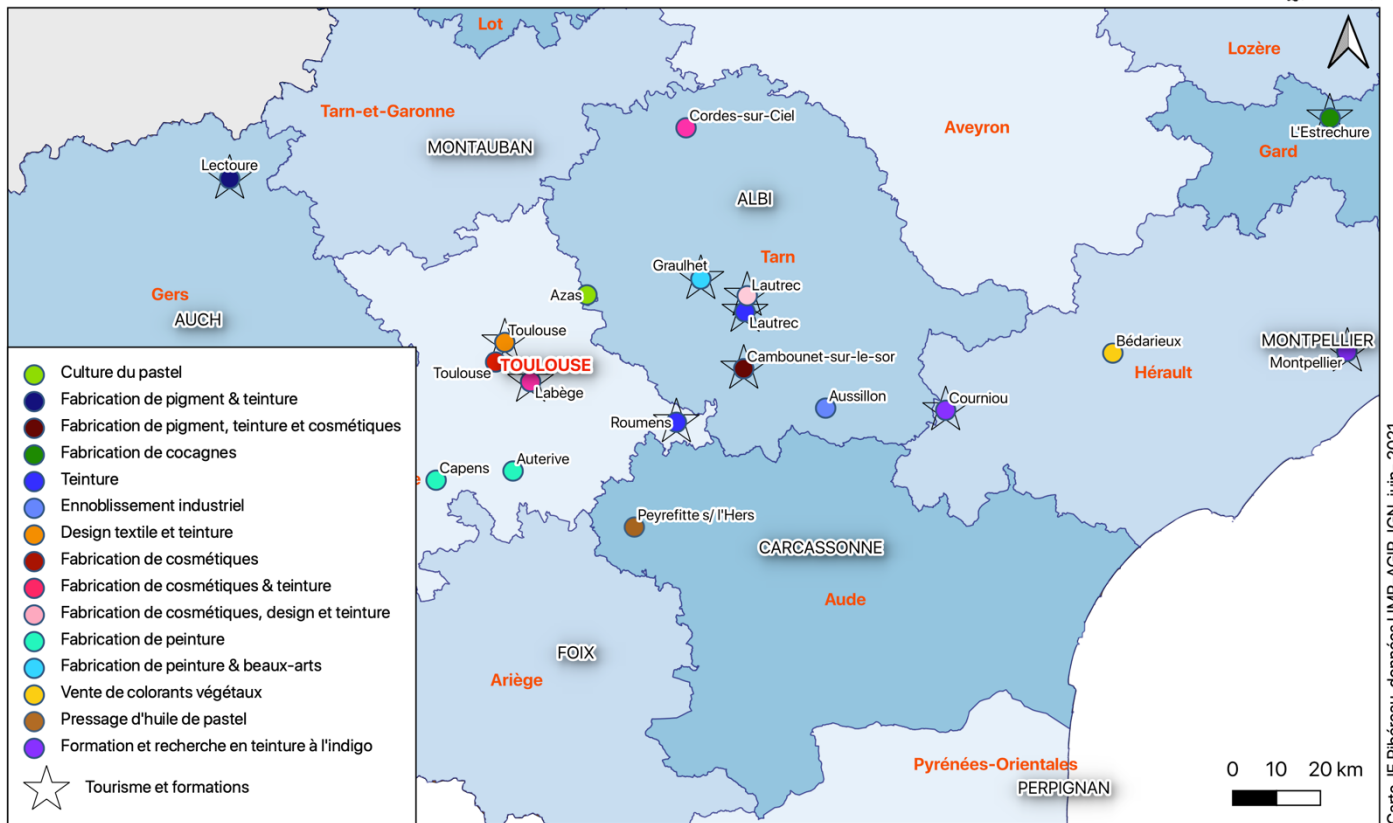 Lot
Lozère
Tarn-et-Garonne
Cordes-sur-Ciel
Aveyron
L'Estrechure
MONTAUBAN
Gard
Lectoure
ALBI
Tarn
Graulhet
Lautrec
Gers
Azas
AUCH
Lautrec
Toulouse
Bédarieux
MONTPELLIER
Cambounet-sur-le-sor
Montpellier
TOULOUSE
Toulouse
Hérault
Labège
Aussillon
Courniou
Roumens
Auterive
Capens
e
Peyrefitte s/ l'Hers
CARCASSONNE
Aude
FOIX
Ariège
Pyrénées-Orientales
PERPIGNAN
Culture du pastel
Fabrication de pigment & teinture
Fabrication de pigment, teinture et cosmétiques
Fabrication de cocagnes
Teinture
Ennoblissement industriel
Design textile et teinture
Fabrication de cosmétiques
Fabrication de cosmétiques & teinture
Fabrication de cosmétiques, design et teinture
Fabrication de peinture
Fabrication de peinture & beaux-arts
Vente de colorants végétaux
Pressage d'huile de pastel
Formation et recherche en teinture à l'indigo
Tourisme et formations
0 10 20 km